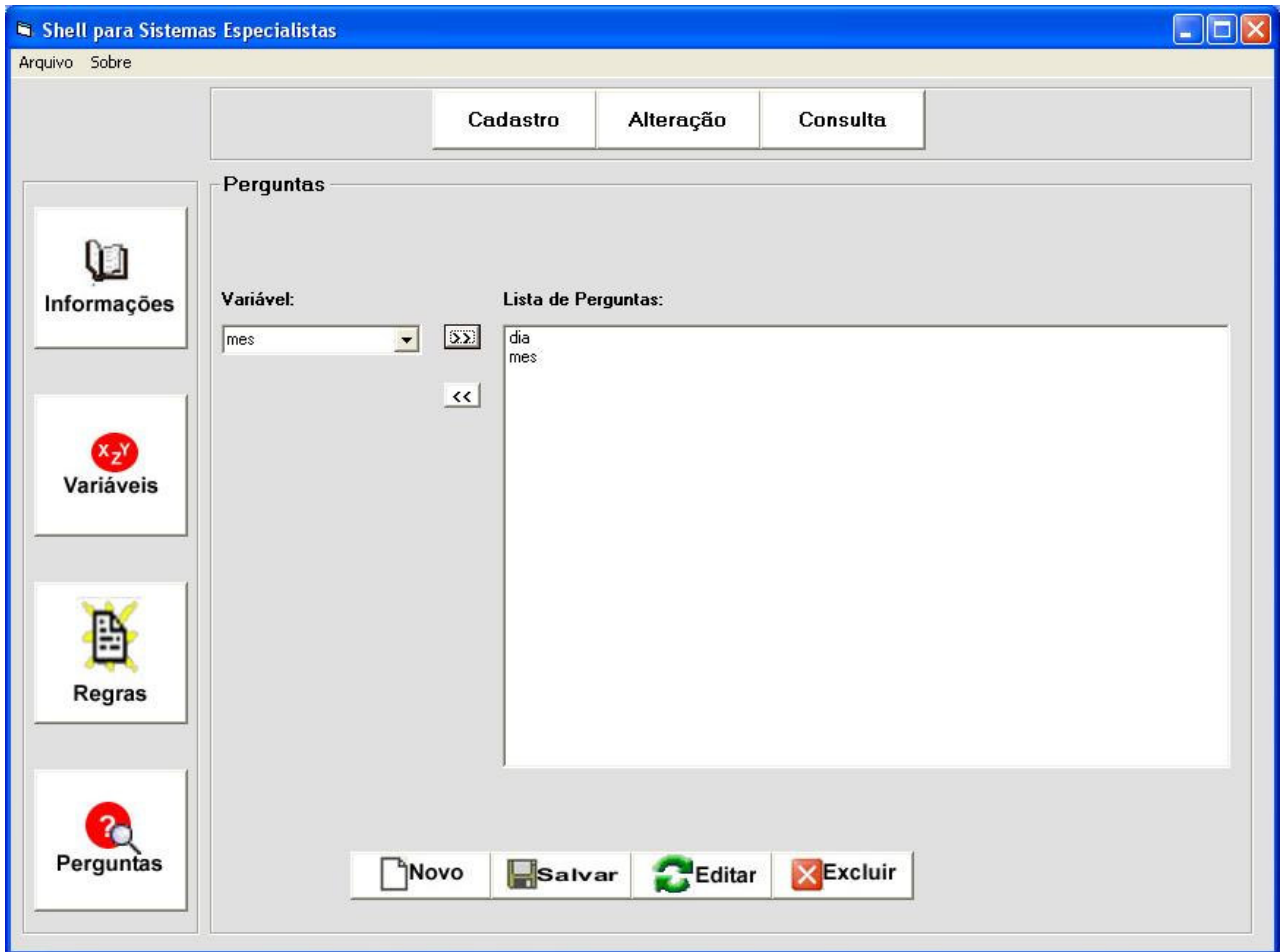 Shell para Sistemas Especialistas
Arquivo Sobre
Cadastro Alteração Consulta
Perguntas
Informações
Variáveis
Regras
Perguntas
Variável: Lista de Perguntas:
mes >> dia
mes
<<
X Z Y
?
Novo Salvar Editar Excluir